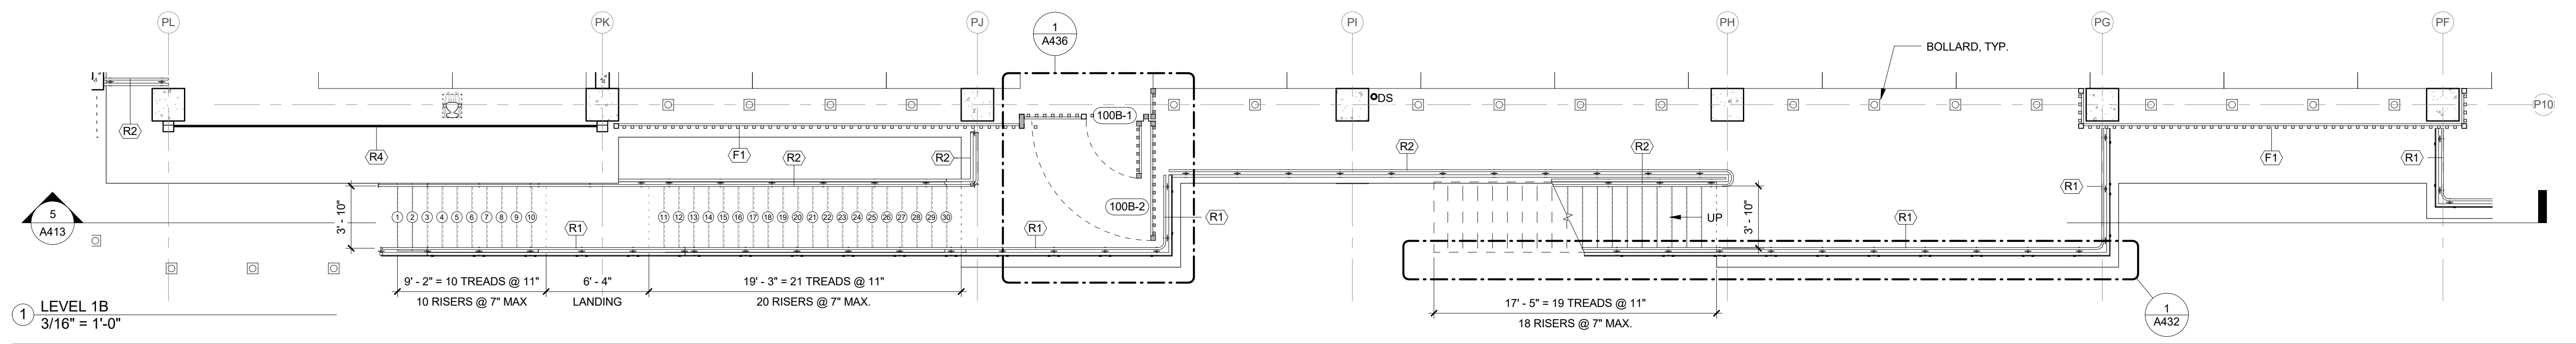 PL
PK
PJ
1
A436
PI
PH
PG
PF
BOLLARD, TYP.
DS
P10
100B-1
R2
R4
F1
R2
R2
R2
R2
F1
R1
R1
100B-2
5
A413
3' - 10"
1 2 3 4 5 6 7 8 9 10
11 12 13 14 15 16 17 18 19 20 21 22 23 24 25 26 27 28 29 30
R1
R1
R1
UP
3' - 10"
R1
9' - 2" = 10 TREADS @ 11"
10 RISERS @ 7" MAX
6' - 4"
LANDING
19' - 3" = 21 TREADS @ 11"
20 RISERS @ 7" MAX.
17' - 5" = 19 TREADS @ 11"
18 RISERS @ 7" MAX.
1
A432
1
LEVEL 1B
3/16" = 1'-0"